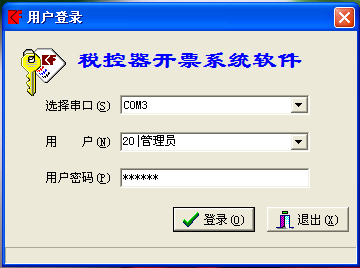 用户登录
税控器开票系统软件
选择串口(S) COM3
用 户(N) 20|管理员
用户密码(P) ******
登录(O) 退出(X)